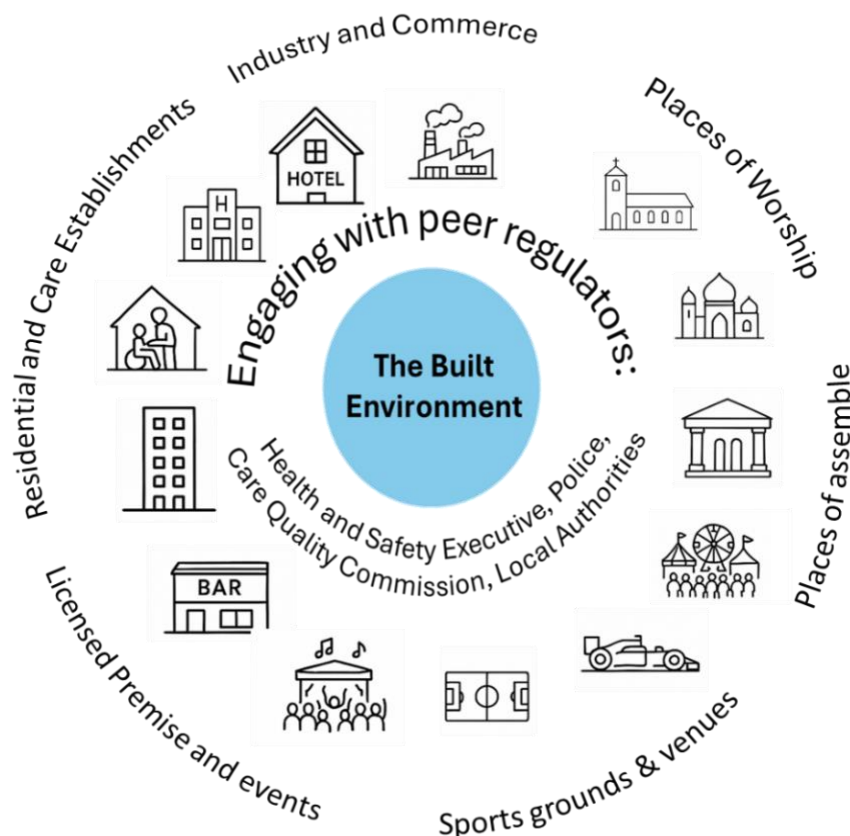 Industry and Commerce
Places of Worship
Places of assemble
Sports grounds & venues
Licensed Premise and events
Residential and Care Establishments
HOTEL
H
BAR
Engaging with peer regulators:
The Built
Environment
Health and Safety Executive, Police,
Care Quality Commission, Local Authorities